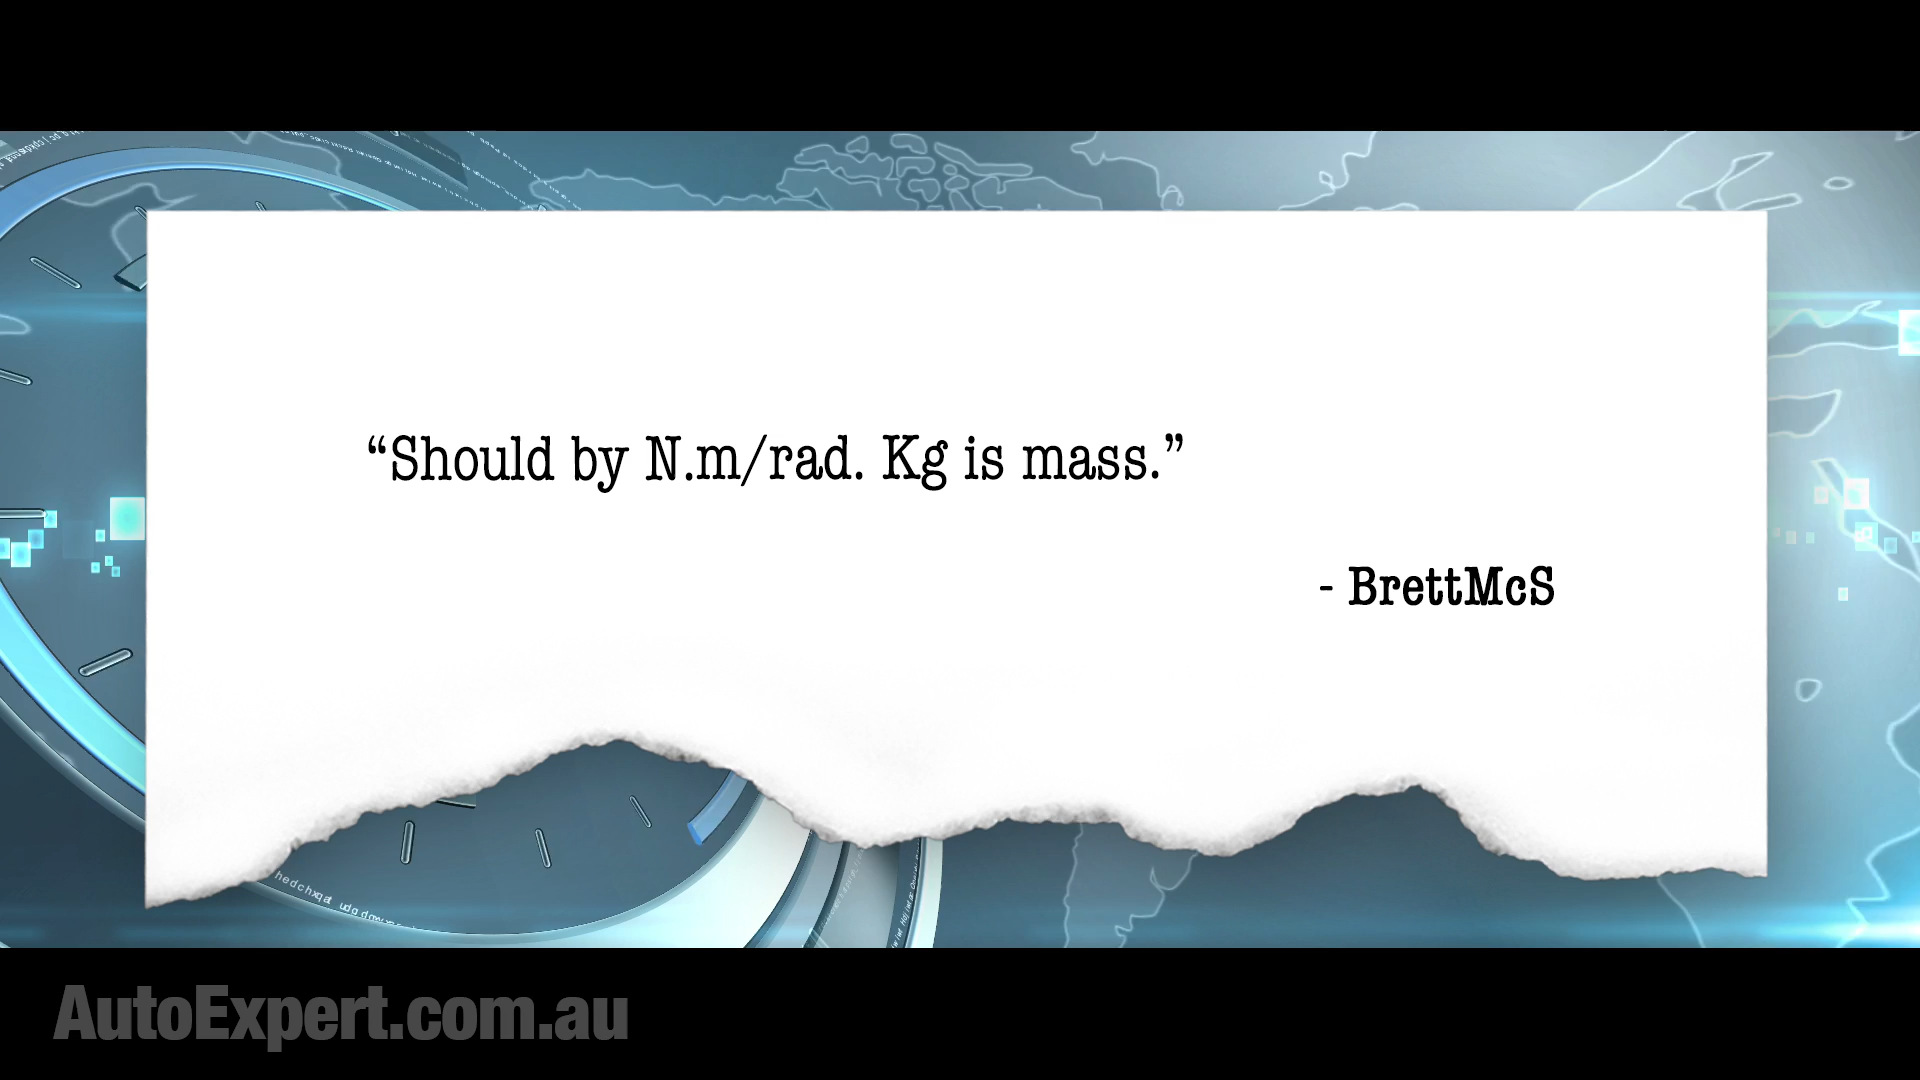 “Should by N.m/rad. Kg is mass.”
- BrettMcS
AutoExpert.com.au